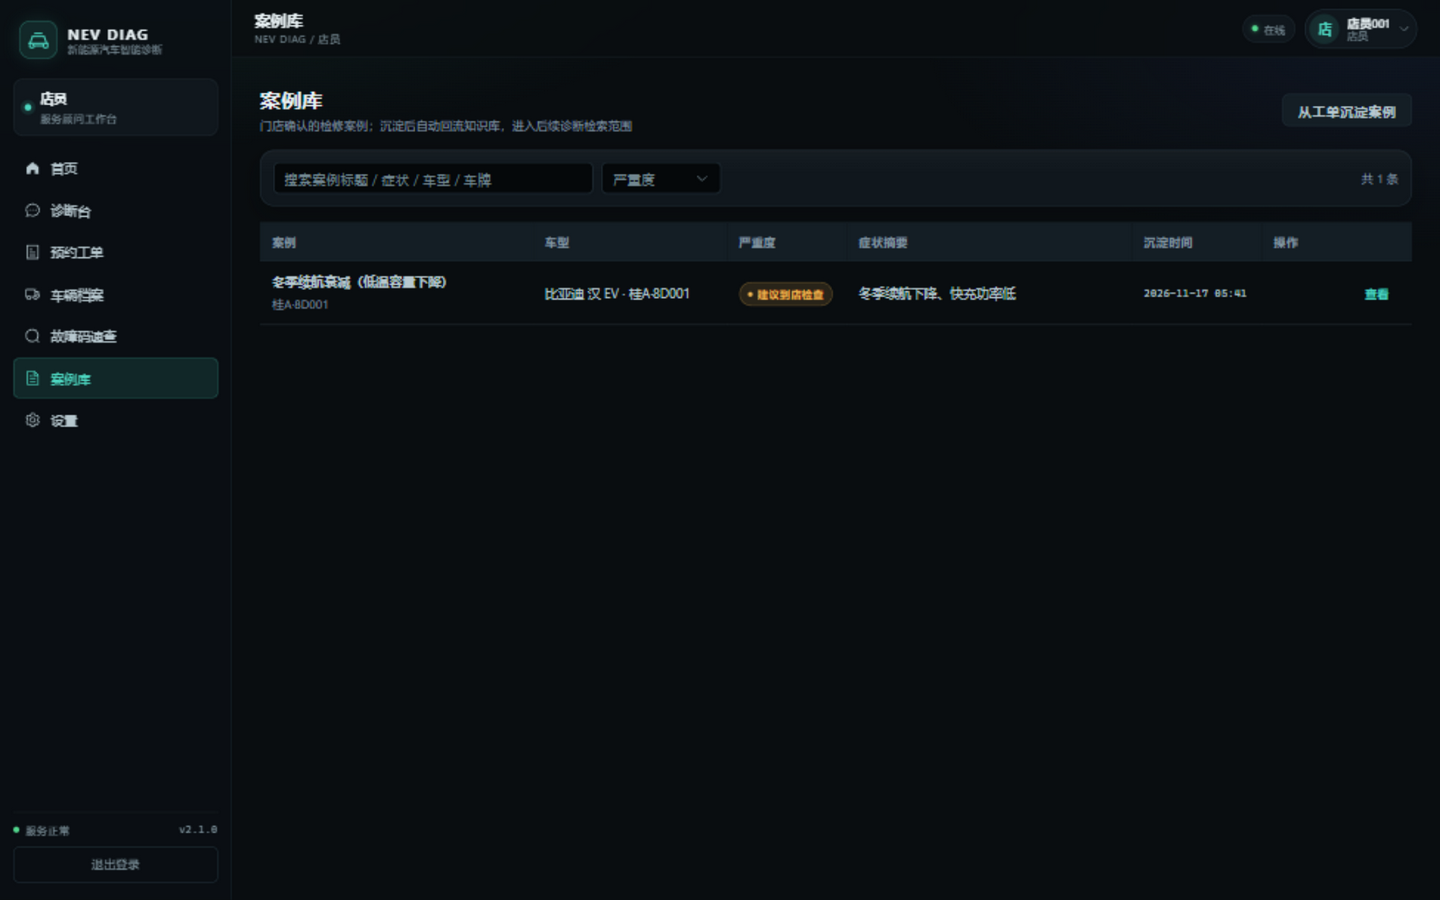 NEV DIAG
新能源汽车智能诊断
店员
服务顾问工作台
首页
诊断台
预约工单
车辆档案
故障码速查
案例库
设置
服务正常 v2.1.0
退出登录
案例库
NEV DIAG / 店员
在线
店 店员001
店员
案例库
门店确认的检修案例；沉淀后自动回流知识库，进入后续诊断检索范围
从工单沉淀案例
搜索案例标题 / 症状 / 车型 / 车牌 严重度 共 1 条
案例 车型 严重度 症状摘要 沉淀时间 操作
冬季续航衰减（低温容量下降）
桂A·8D001
比亚迪 汉 EV · 桂A·8D001 建议到店检查 冬季续航下降、快充功率低 2026-11-17 05:41 查看